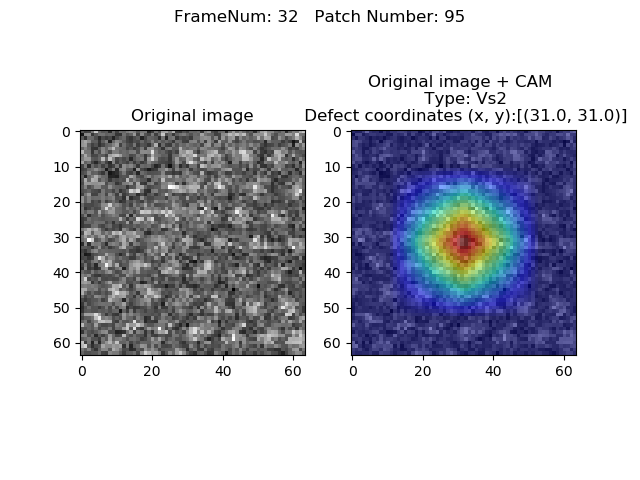 FrameNum: 32   Patch Number: 95
Original image
Original image + CAM
Type: Vs2
Defect coordinates (x, y):[(31.0, 31.0)]
0
10
20
30
40
50
60
0 20 40 60
0
10
20
30
40
50
60
0 20 40 60